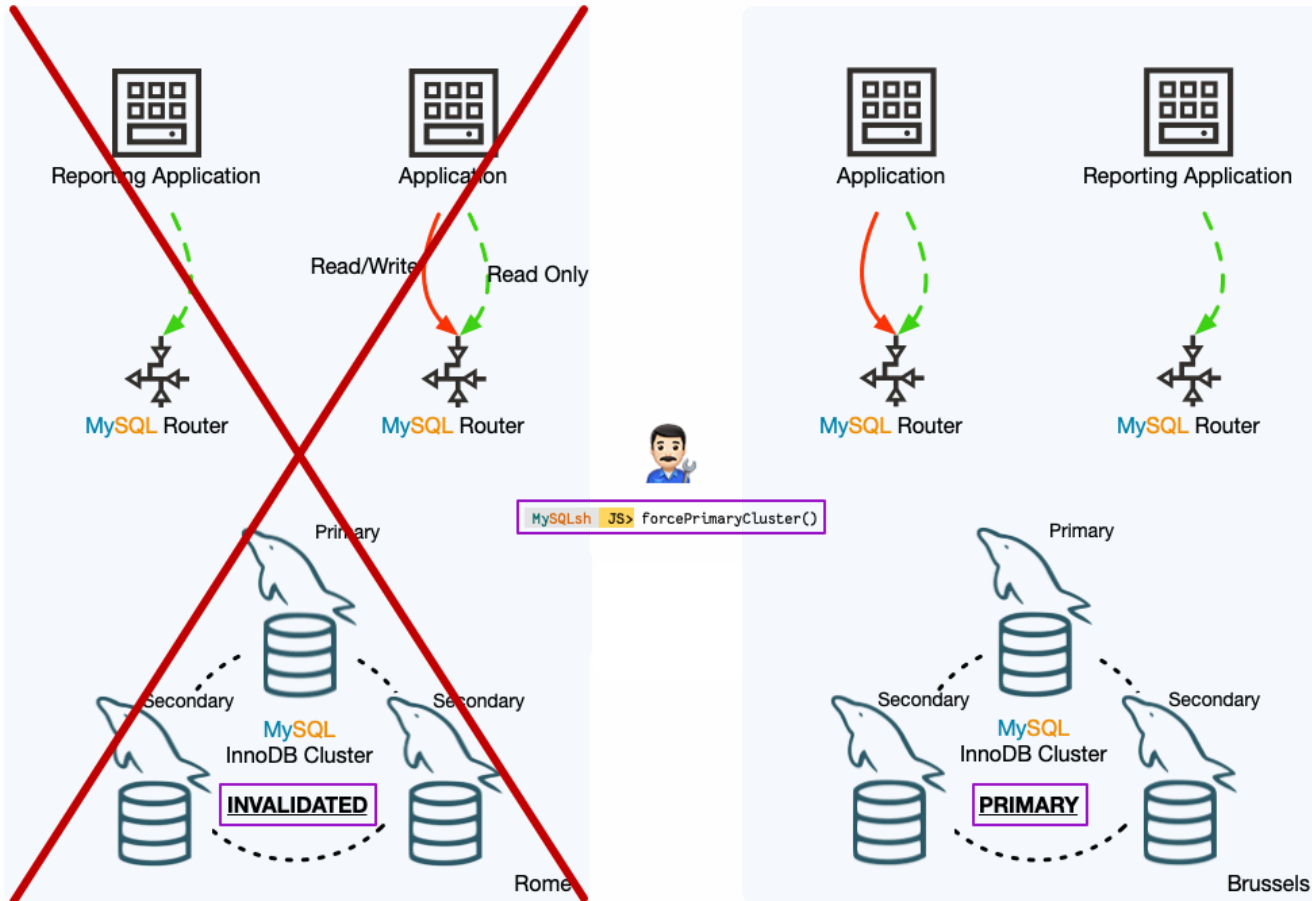 Reporting Application
Application
Read/Write
Read Only
MySQL Router
MySQL Router
Primary
Secondary
Secondary
MySQL
InnoDB Cluster
INVALIDATED
Rome
MySQLsh JS> forcePrimaryCluster()
Application
Reporting Application
MySQL Router
MySQL Router
Primary
Secondary
Secondary
MySQL
InnoDB Cluster
PRIMARY
Brussels